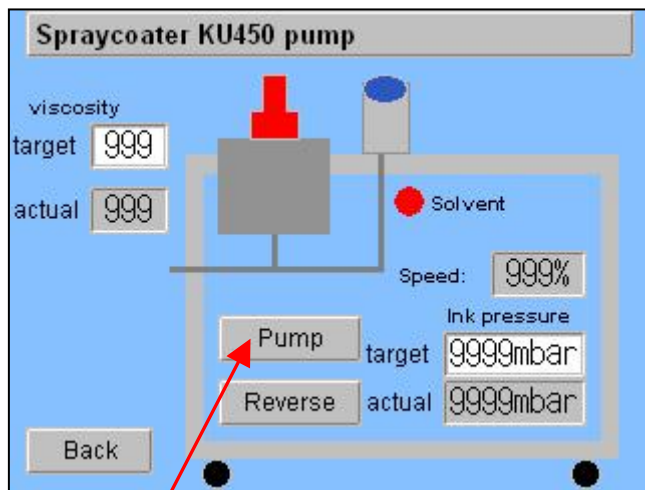 Spraycoater KU450 pump
viscosity
target 999
actual 999
Solvent
Speed: 999%
Ink pressure
Pump target 9999mbar
Reverse actual 9999mbar
Back